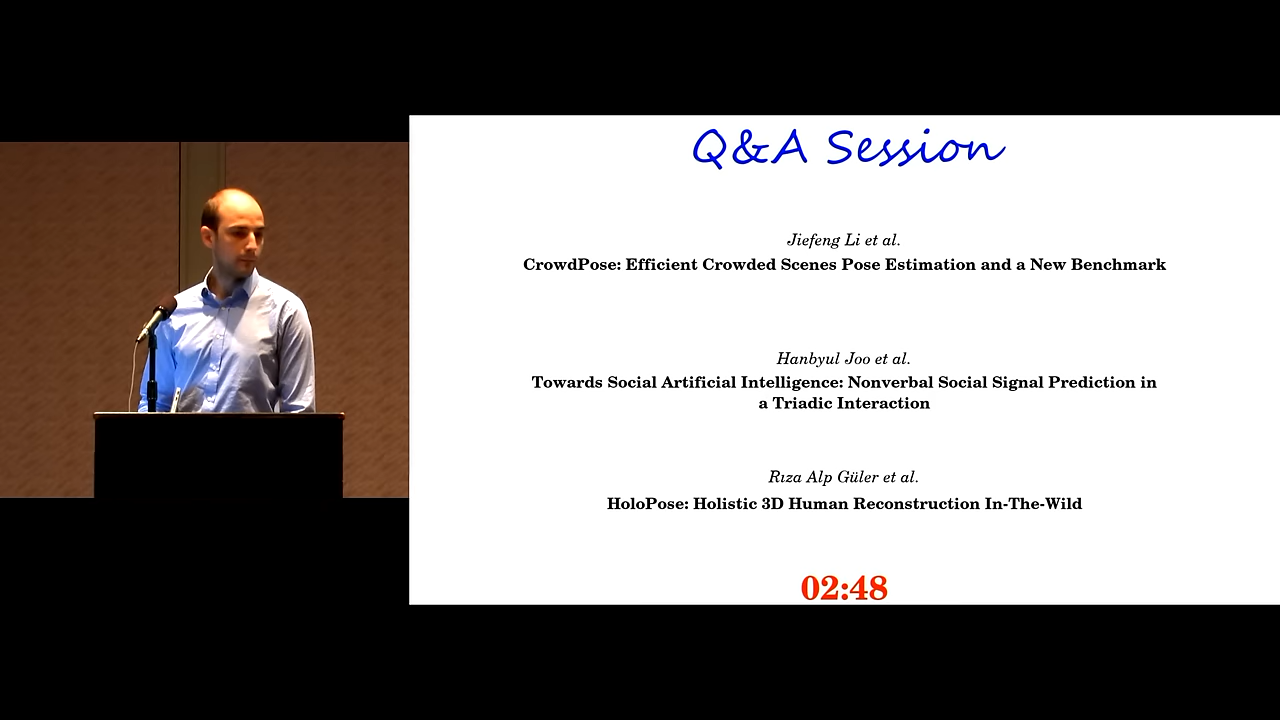 Q&A Session
Jiefeng Li et al.
CrowdPose: Efficient Crowded Scenes Pose Estimation and a New Benchmark
Hanbyul Joo et al.
Towards Social Artificial Intelligence: Nonverbal Social Signal Prediction in
a Triadic Interaction
Rıza Alp Güler et al.
HoloPose: Holistic 3D Human Reconstruction In-The-Wild
02:48